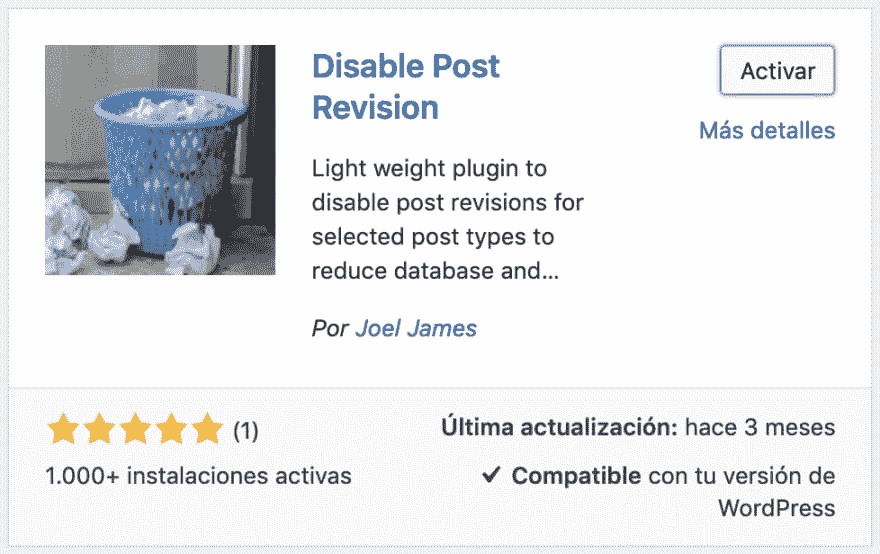 Disable Post
Revision
Activar
Más detalles
Light weight plugin to
disable post revisions for
selected post types to
reduce database and...
Por Joel James
(1)
1.000+ instalaciones activas
Última actualización: hace 3 meses
✔ Compatible con tu versión de
WordPress